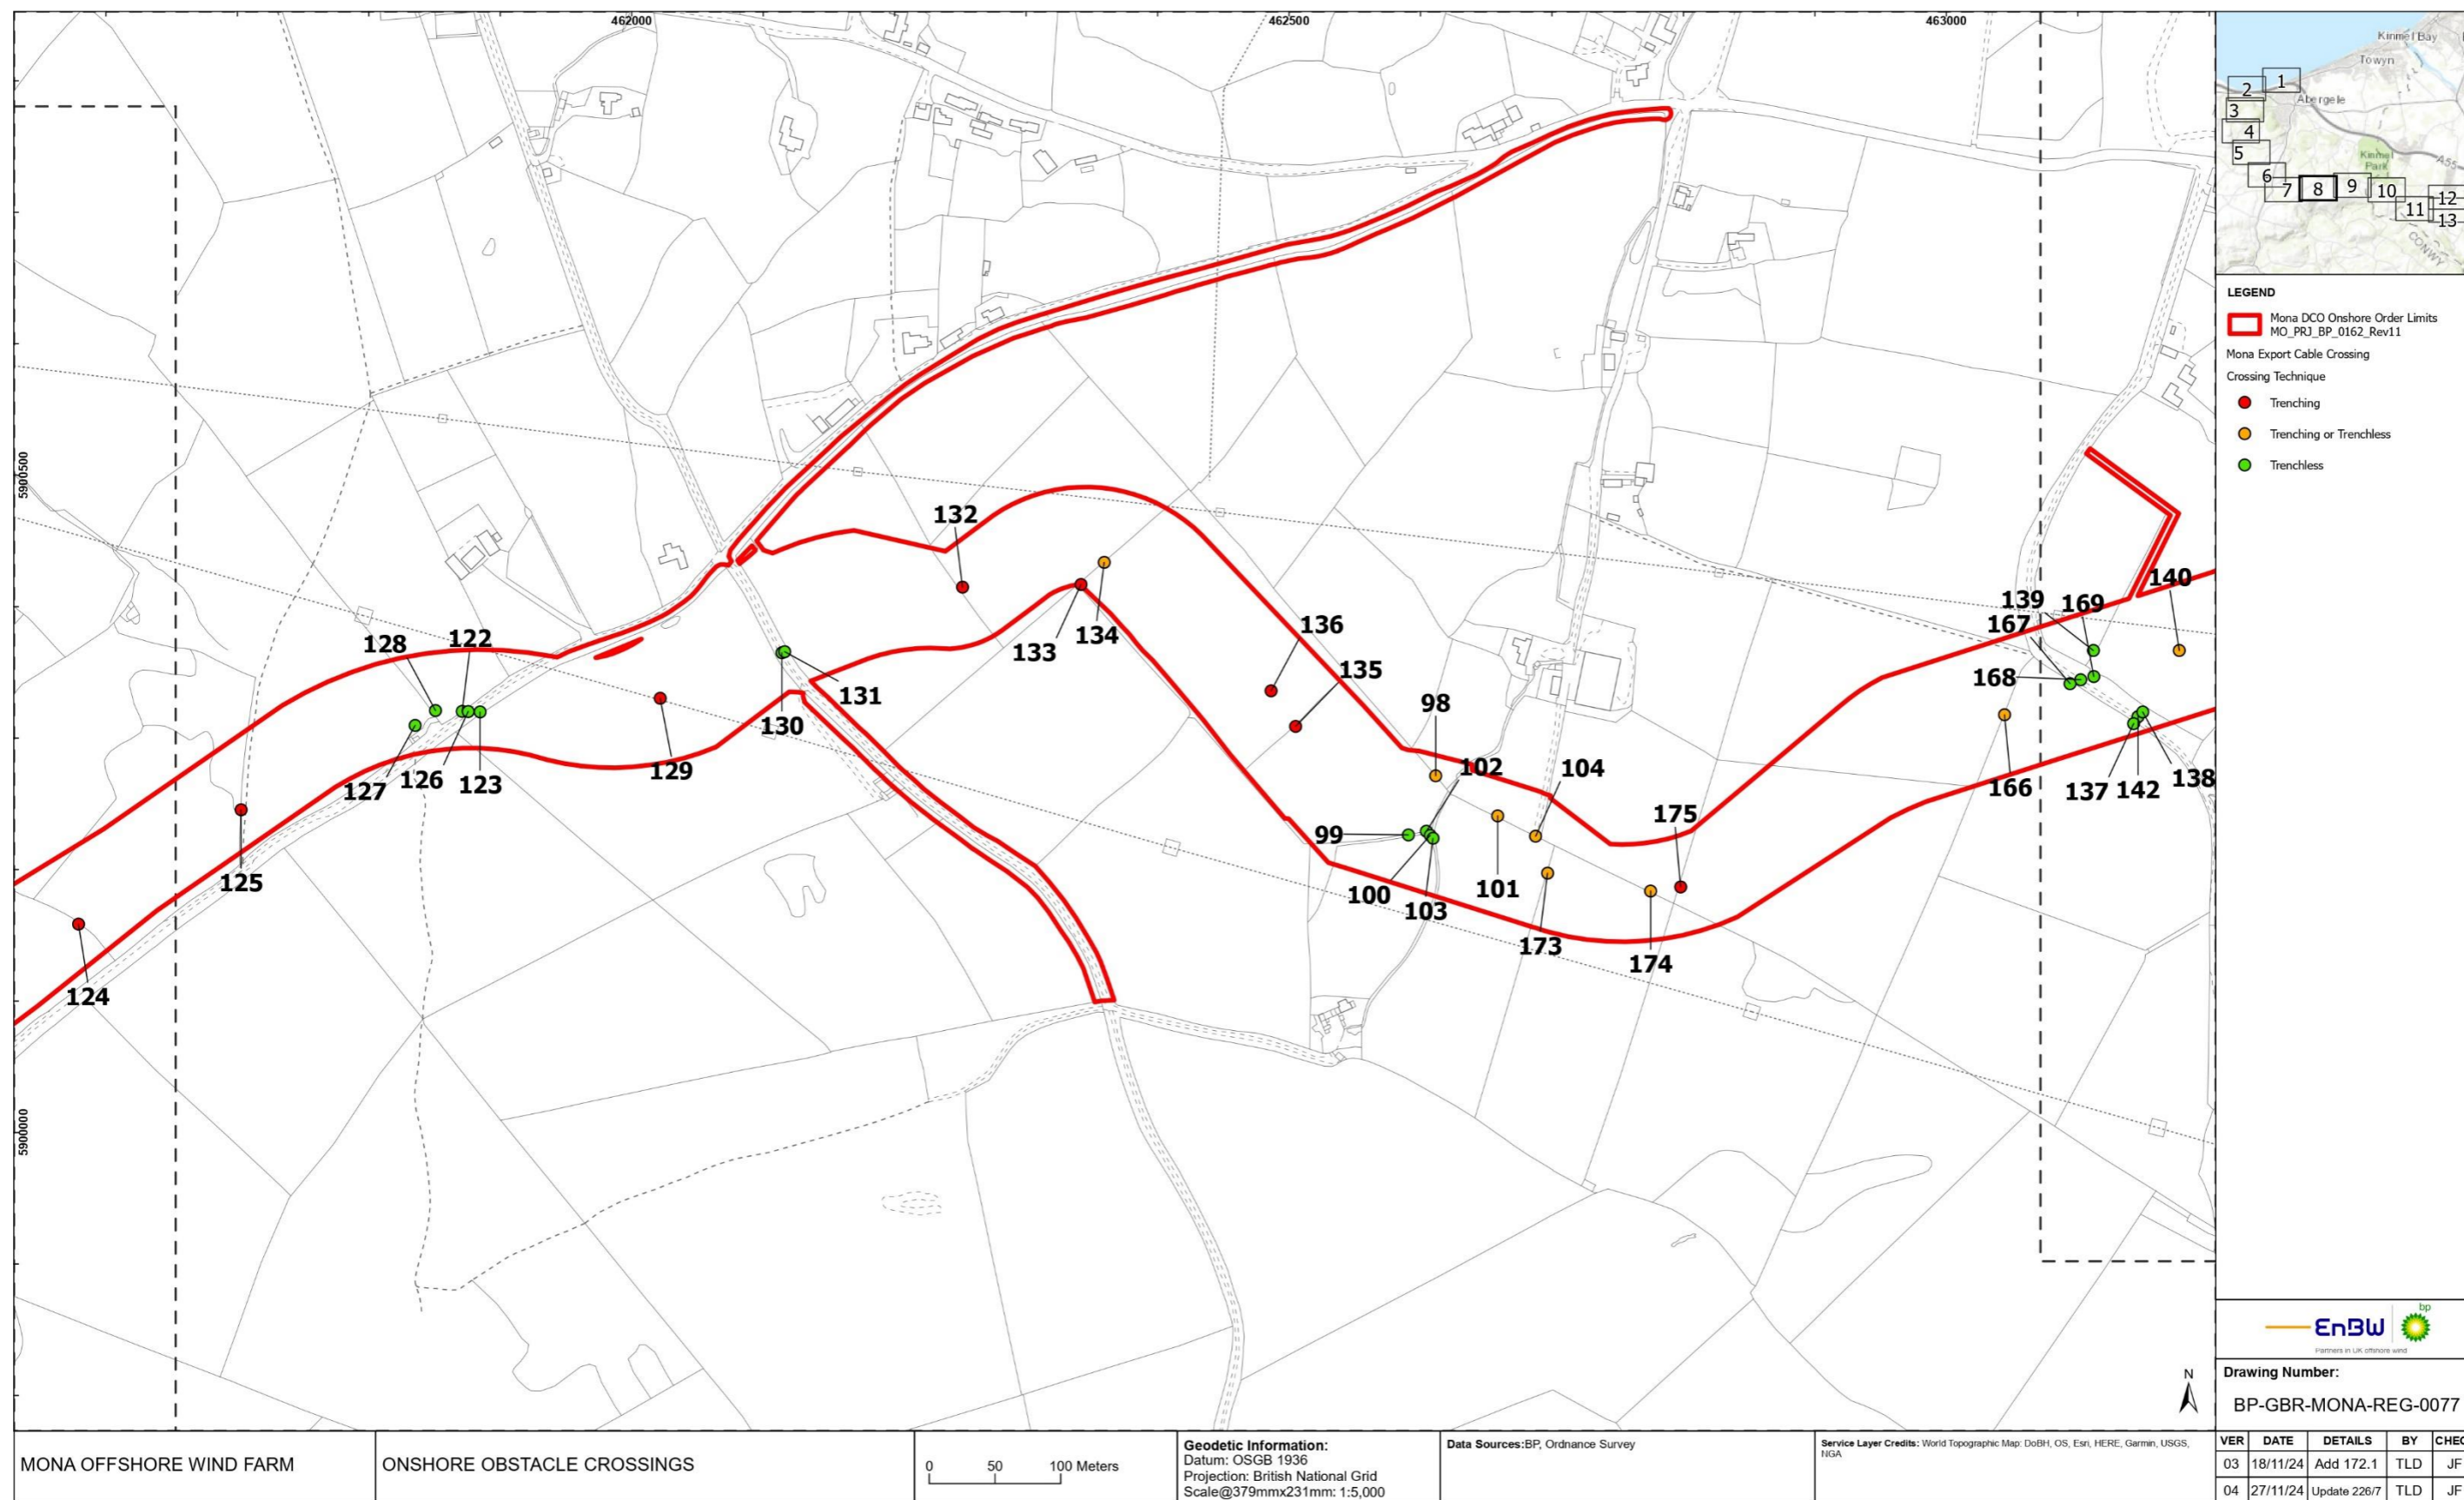 462000
462500
463000
5900500
5900000
132
136
128
122
133
134
135
131
130
98
102
104
175
127
126
123
129
99
100
103
101
173
174
125
124
139
169
140
167
168
166
137
142
138
N
Kinmel Bay
Towyn
Abergele
Kinmel
Park
A55
CONWY
1
2
3
4
5
6
7
8
9
10
11
12
13
LEGEND
Mona DCO Onshore Order Limits
MO_PRJ_BP_0162_Rev11
Mona Export Cable Crossing
Crossing Technique
Trenching
Trenching or Trenchless
Trenchless
bp
EnBW
Partners in UK offshore wind
Drawing Number:
BP-GBR-MONA-REG-0077
MONA OFFSHORE WIND FARM
ONSHORE OBSTACLE CROSSINGS
0 50 100 Meters
Geodetic Information:
Datum: OSGB 1936
Projection: British National Grid
Scale@379mmx231mm: 1:5,000
Data Sources:BP, Ordnance Survey
Service Layer Credits: World Topographic Map: DoBH, OS, Esri, HERE, Garmin, USGS,
NGA
VER DATE DETAILS BY CHEC
03 18/11/24 Add 172.1 TLD JF
04 27/11/24 Update 226/7 TLD JF